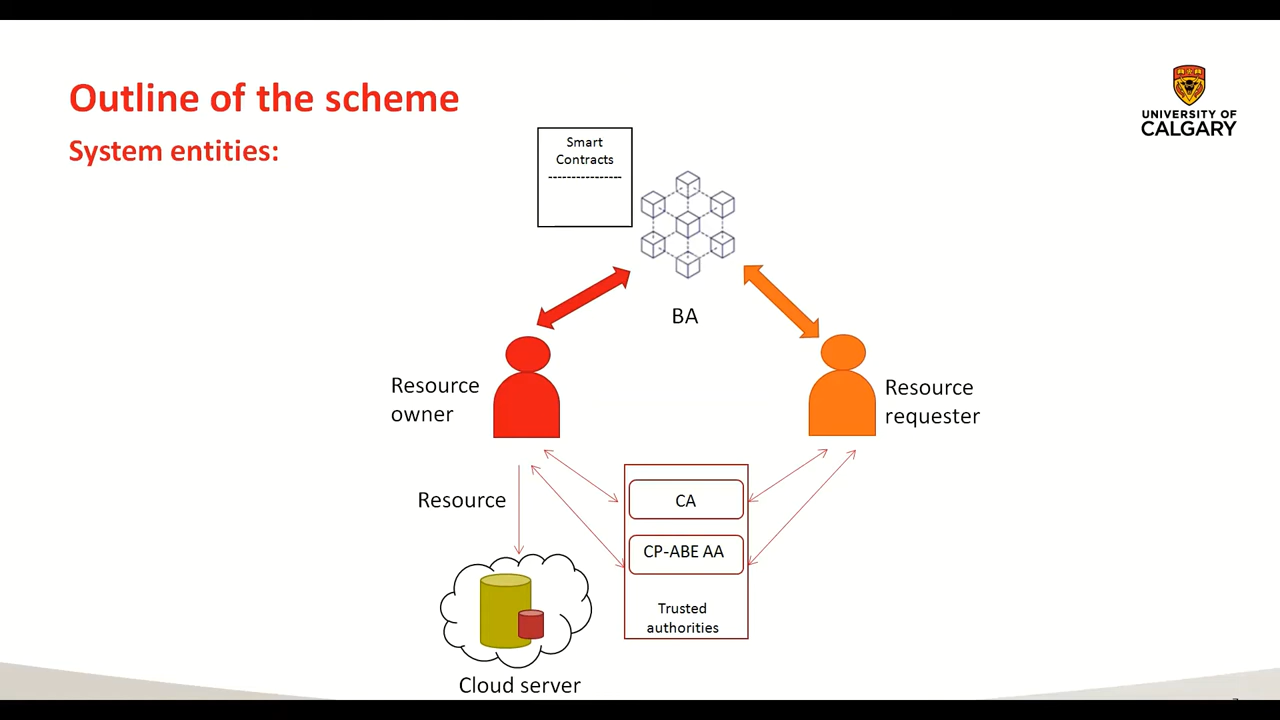 Outline of the scheme
System entities:
UNIVERSITY OF
CALGARY
Smart
Contracts
BA
Resource
owner
Resource
requester
Resource
CA
CP-ABE AA
Trusted
authorities
Cloud server